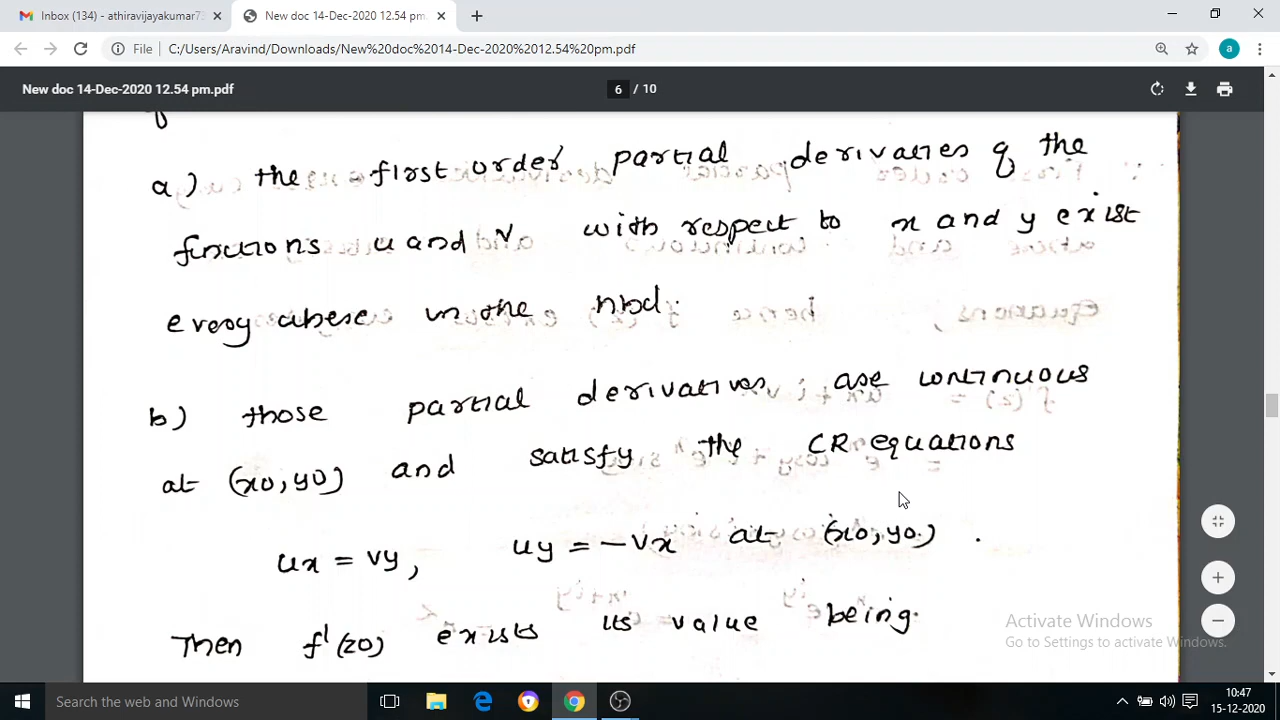 Inbox (134) - athiravijayakumar7
New doc 14-Dec-2020 12.54 pm.p
File
C:/Users/Aravind/Downloads/New%20doc%2014-Dec-2020%2012.54%20pm.pdf
a
New doc 14-Dec-2020 12.54 pm.pdf
6 / 10
a) the first order partial derivaties of the
functions u and v with respect to x and y exist
every where in the nbd.
b) those partial derivatives, are continuous
at (x0, y0) and satisfy the CR equations
ux = vy, uy = -vx at (x0, y0.) .
Then f'(z0) exists its value being.
Activate Windows
Go to Settings to activate Windows.
Search the web and Windows
10:47
15-12-2020